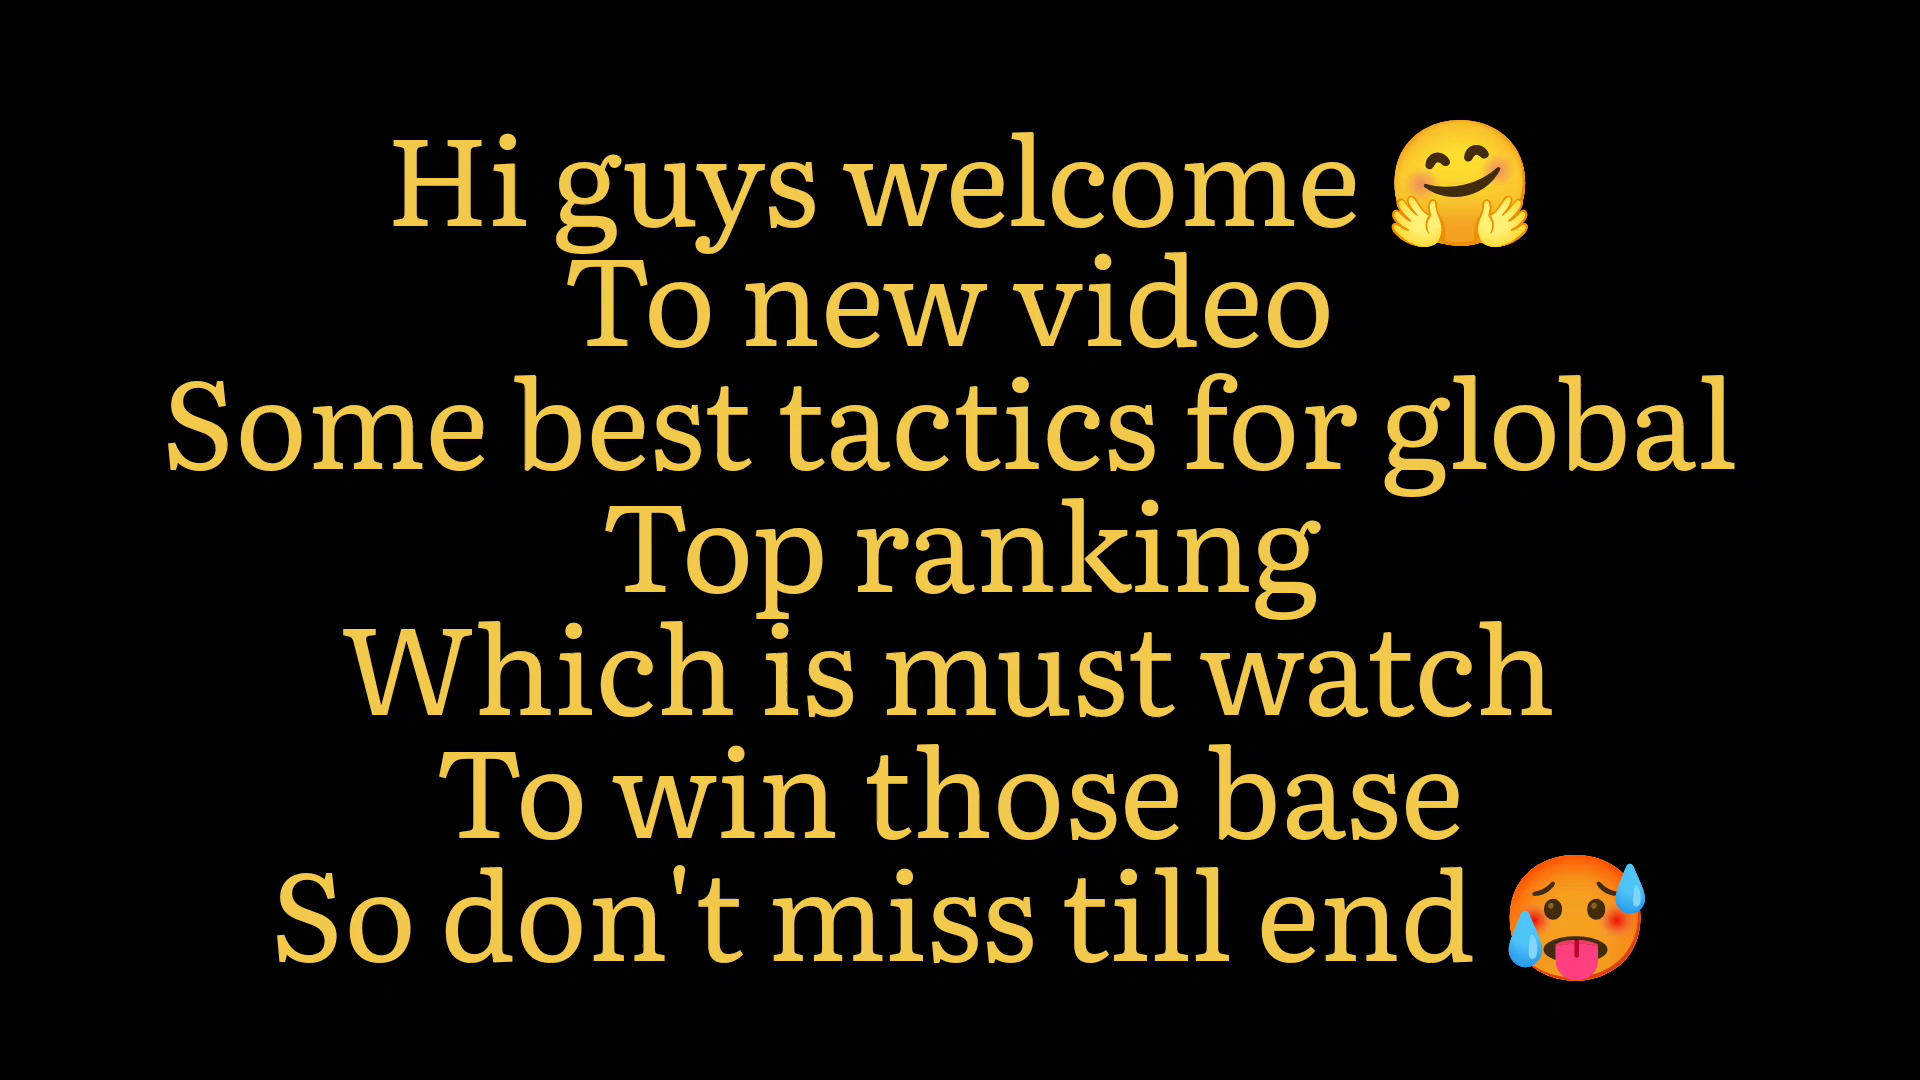 Hi guys welcome 🤗
To new video
Some best tactics for global
Top ranking
Which is must watch
To win those base
So don't miss till end 🥵